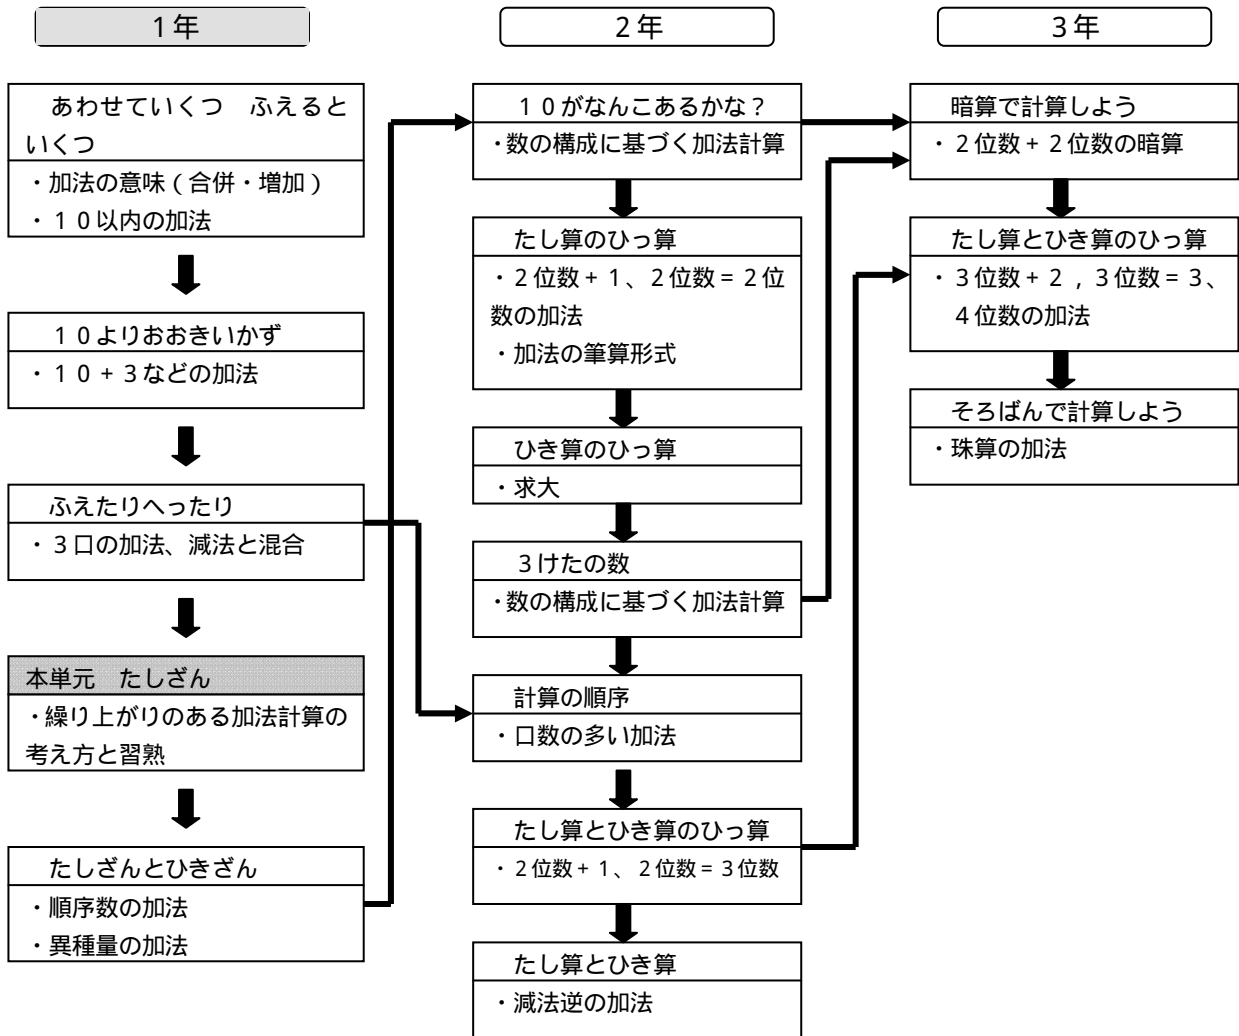 １年
あわせていくつ　ふえると
いくつ
・加法の意味（合併・増加）
・１０以内の加法
１０よりおおきいかず
・１０＋３などの加法
ふえたりへったり
・３口の加法、減法と混合
本単元　たしざん
・繰り上がりのある加法計算の
考え方と習熟
たしざんとひきざん
・順序数の加法
・異種量の加法
２年
１０がなんこあるかな？
・数の構成に基づく加法計算
たし算のひっ算
・２位数＋１、２位数＝２位
数の加法
・加法の筆算形式
ひき算のひっ算
・求大
３けたの数
・数の構成に基づく加法計算
計算の順序
・口数の多い加法
たし算とひき算のひっ算
・２位数＋１、２位数＝３位数
たし算とひき算
・減法逆の加法
３年
暗算で計算しよう
・２位数＋２位数の暗算
たし算とひき算のひっ算
・３位数＋２，３位数＝３、
４位数の加法
そろばんで計算しよう
・珠算の加法